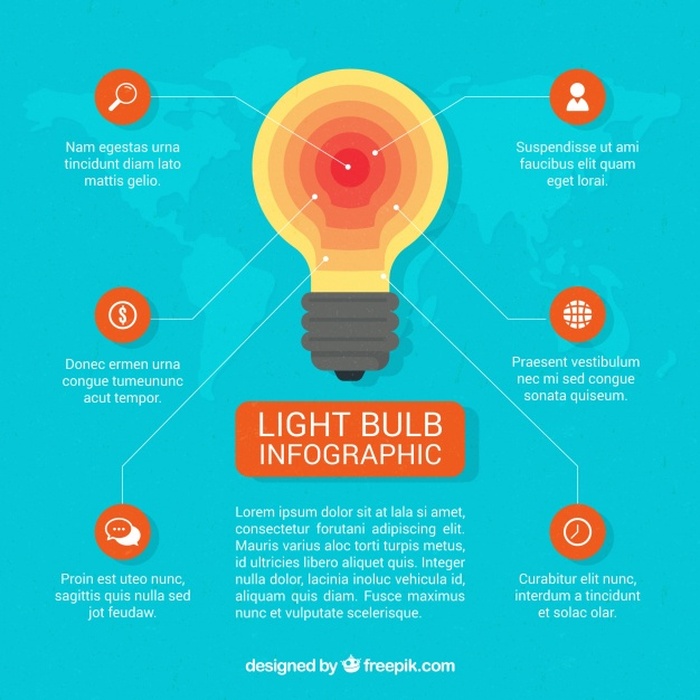 Nam egestas urna
tincidunt diam lato
mattis gelio.
Suspendisse ut ami
faucibus elit quam
eget lorai.
$
Donec ermen urna
congue tumeununc
acut tempor.
Praesent vestibulum
nec mi sed congue
sonata quiseum.
LIGHT BULB
INFOGRAPHIC
Proin est uteo nunc,
sagittis quis nulla sed
jot feudaw.
Lorem ipsum dolor sit at lac amet,
consectetur forutani adipiscing elit.
Mauris varius aloc torti turpis metus,
id ultricies libero aliquet quis. Integer
nulla dolor, lacinia inoluc vehicula id,
aliquam quis diam. Fusce maximus
nunc et vulputate scelerisque.
Curabitur elit nunc,
interdum a tincidunt
et solac olar.
designed by freepik.com